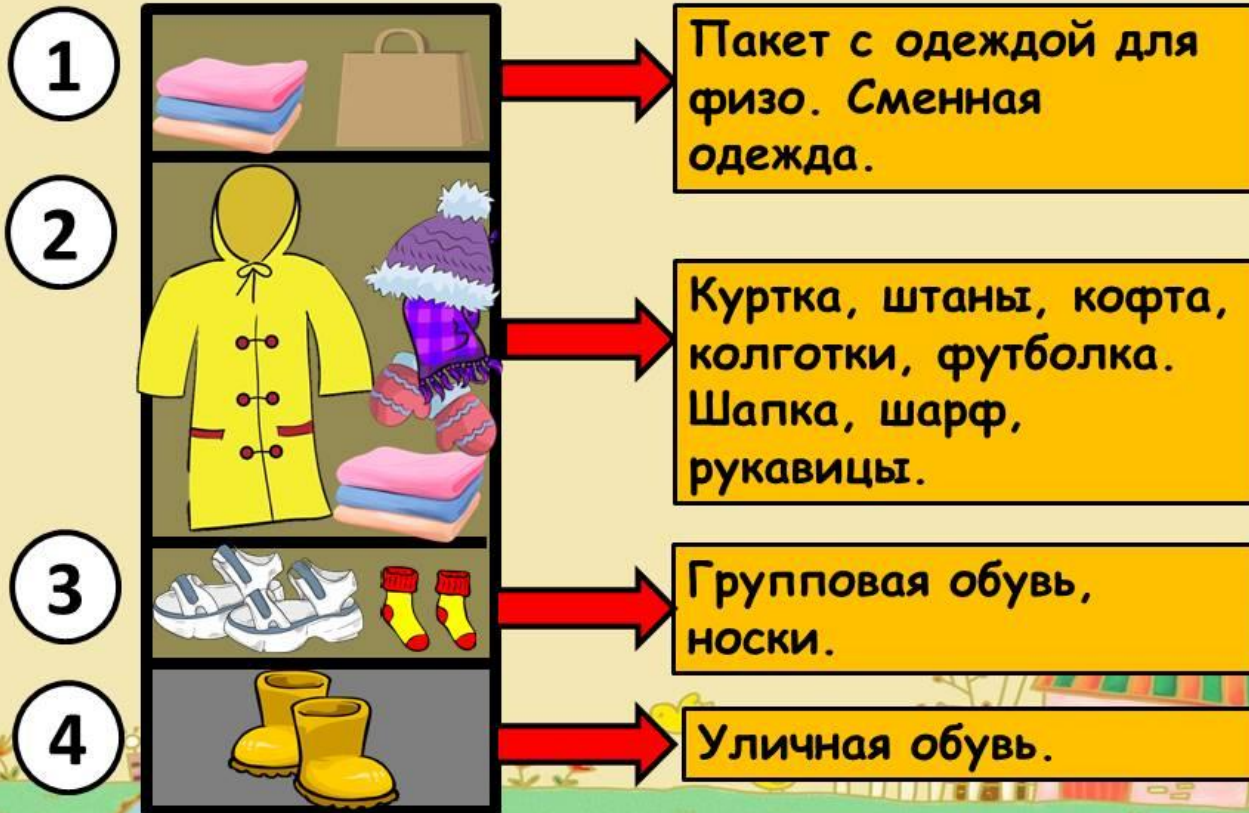 1
Пакет с одеждой для
физо. Сменная
одежда.
2
Куртка, штаны, кофта,
колготки, футболка.
Шапка, шарф,
рукавицы.
3
Групповая обувь,
носки.
4
Уличная обувь.